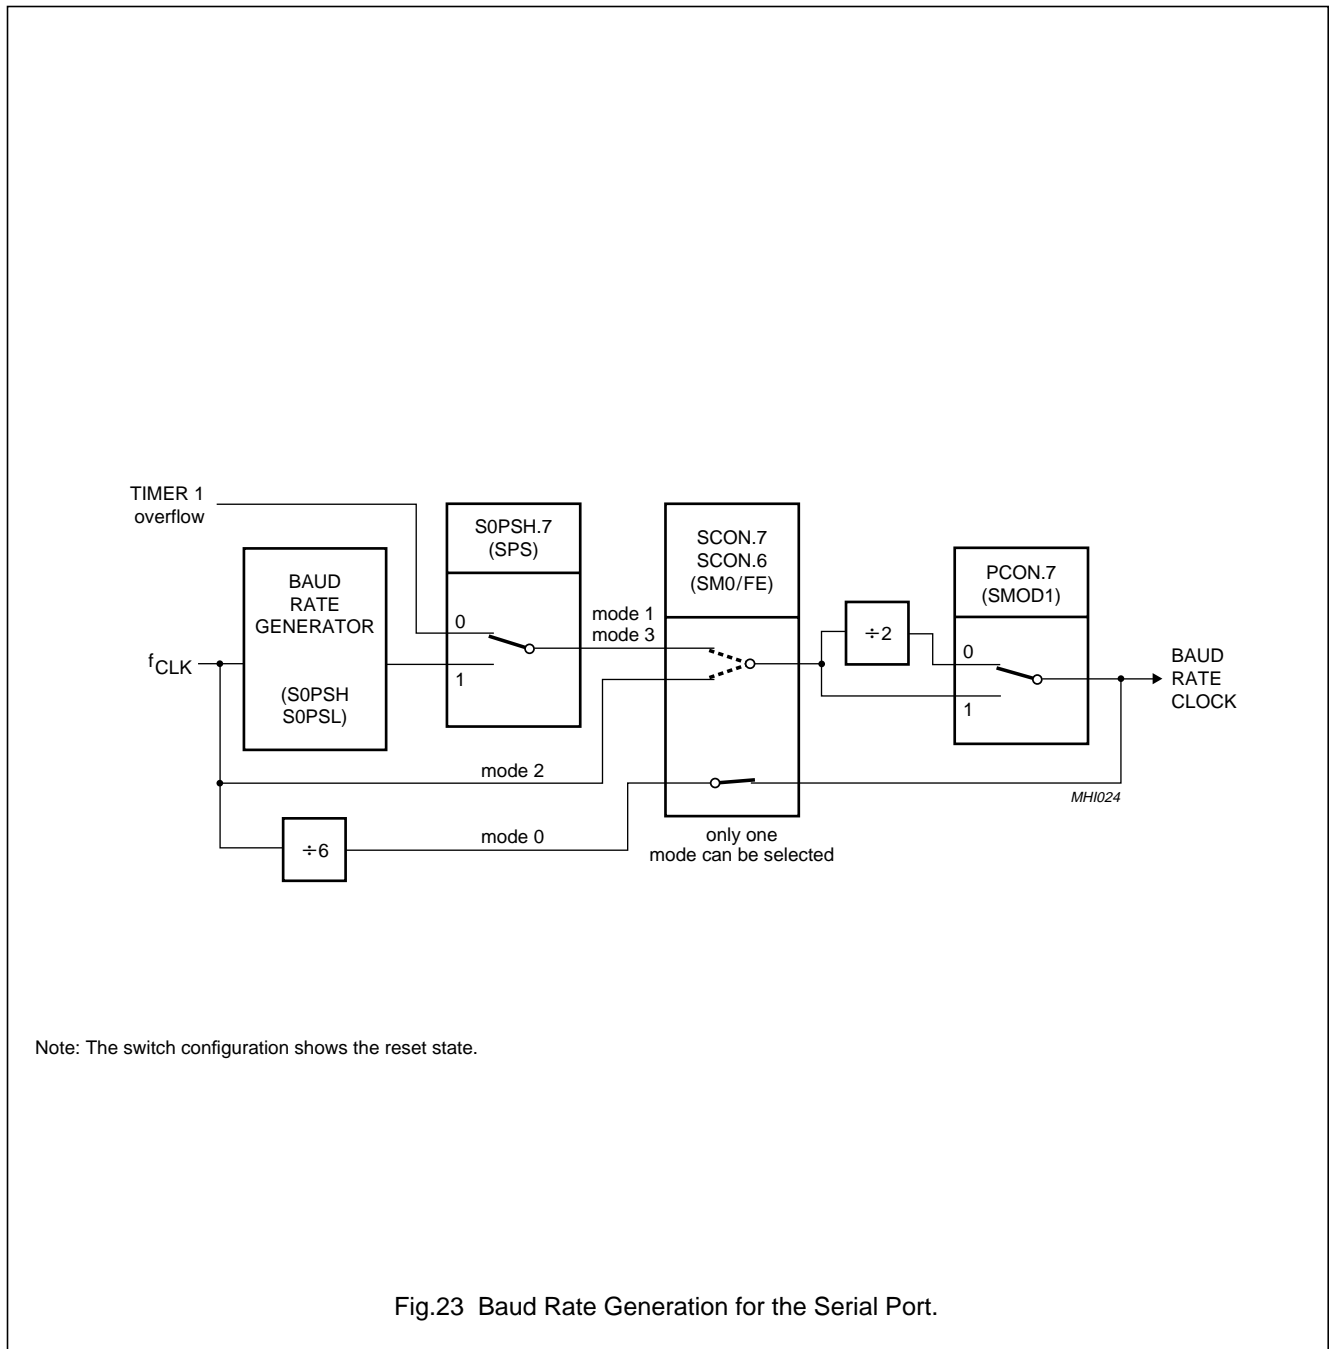 TIMER 1
overflow
S0PSH.7
(SPS)
SCON.7
SCON.6
(SM0/FE)
PCON.7
(SMOD1)
BAUD
RATE
GENERATOR
(S0PSH
S0PSL)
fCLK
0
1
mode 1
mode 3
÷2
0
1
BAUD
RATE
CLOCK
mode 2
MHI024
÷6
mode 0
only one
mode can be selected
Note: The switch configuration shows the reset state.
Fig.23 Baud Rate Generation for the Serial Port.